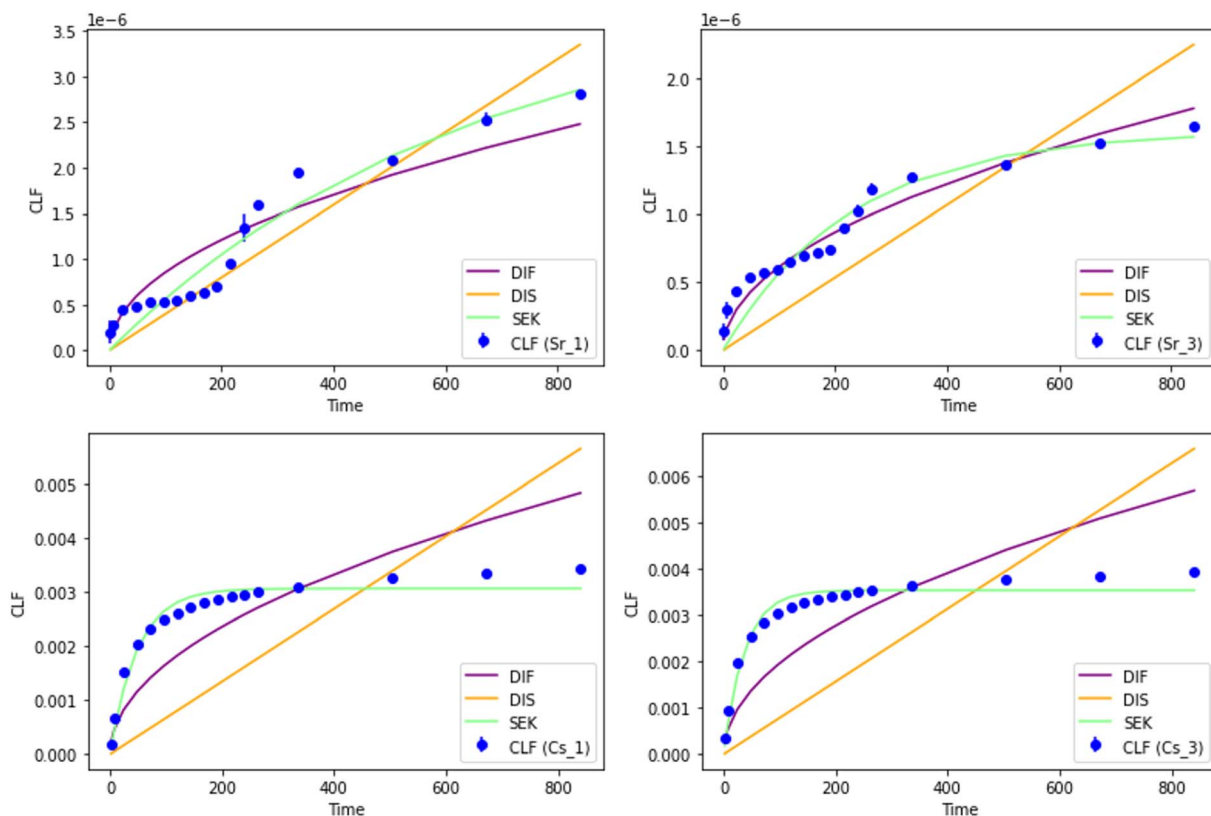 1e−6
3.5
3.0
2.5
2.0
1.5
1.0
0.5
0.0
CLF
0 200 400 600 800
Time
DIF
DIS
SEK
CLF (Sr_1)
1e−6
2.0
1.5
1.0
0.5
0.0
CLF
0 200 400 600 800
Time
DIF
DIS
SEK
CLF (Sr_3)
0.005
0.004
0.003
0.002
0.001
0.000
CLF
0 200 400 600 800
Time
DIF
DIS
SEK
CLF (Cs_1)
0.006
0.005
0.004
0.003
0.002
0.001
0.000
CLF
0 200 400 600 800
Time
DIF
DIS
SEK
CLF (Cs_3)